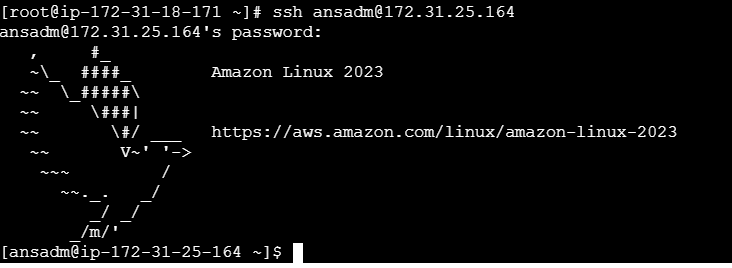 [root@ip-172-31-18-171 ~]# ssh ansadm@172.31.25.164
ansadm@172.31.25.164's password:
   ,     #_
   ~\_  ####_        Amazon Linux 2023
  ~~  \_#####\
  ~~     \###|
  ~~       \#/ ___   https://aws.amazon.com/linux/amazon-linux-2023
   ~~       V~' '->
    ~~~         /
      ~~._.   _/
         _/ _/
       _/m/'
[ansadm@ip-172-31-25-164 ~]$